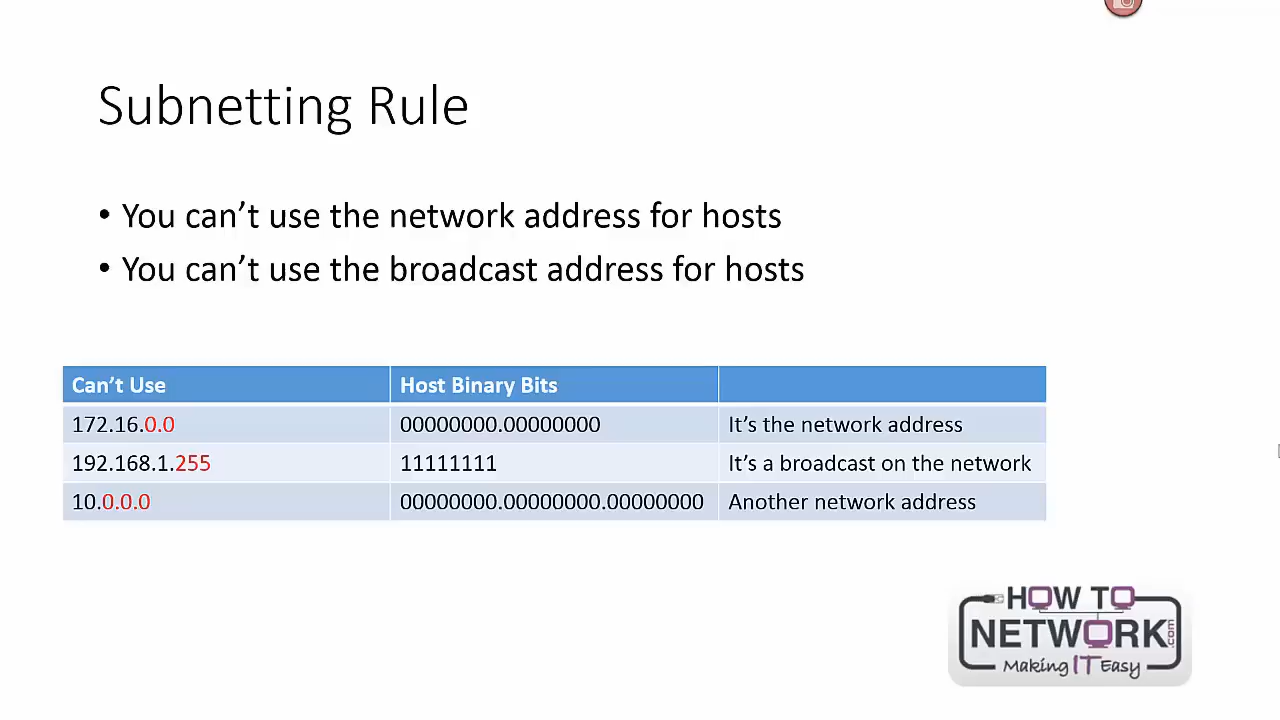 Subnetting Rule
• You can’t use the network address for hosts
• You can’t use the broadcast address for hosts
Can’t Use Host Binary Bits
172.16.0.0 00000000.00000000 It’s the network address
192.168.1.255 11111111 It’s a broadcast on the network
10.0.0.0 00000000.00000000.00000000 Another network address
HOW TO
NETWORK.com
Making IT Easy